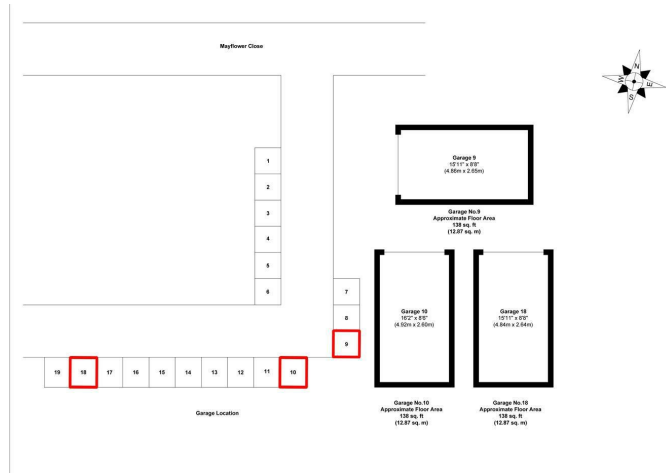 Mayflower Close
N
W
E
S
1
2
3
4
5
6
7
8
9
19
18
17
16
15
14
13
12
11
10
Garage Location
Garage 9
15'11" x 8'8"
(4.86m x 2.65m)
Garage No.9
Approximate Floor Area
138 sq. ft
(12.87 sq. m)
Garage 10
16'2" x 8'6"
(4.92m x 2.60m)
Garage No.10
Approximate Floor Area
138 sq. ft
(12.87 sq. m)
Garage 18
15'11" x 8'8"
(4.84m x 2.64m)
Garage No.18
Approximate Floor Area
138 sq. ft
(12.87 sq. m)